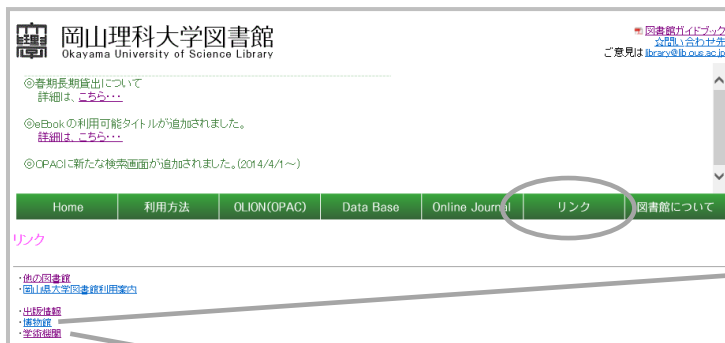 岡山理科大学図書館
Okayama University of Science Library
図書館ガイドブック
☆問い合わせ先
ご意見は library@lib.ous.ac.jp
◎春期長期貸出について
詳細は、こちら・・・
◎eBookの利用可能タイトルが追加されました。
詳細は、こちら・・・
◎OPACに新たな検索画面が追加されました。(2014/4/1～)
Home 利用方法 OLION(OPAC) Data Base Online Journal リンク 図書館について
リンク
・他の図書館
・岡山県大学図書館利用案内
・出版情報
・博物館
・学術機関